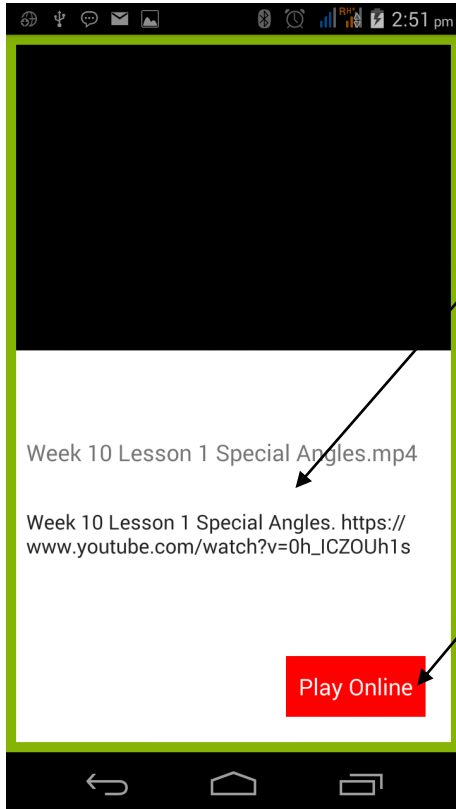 RH+
2:51 pm
Week 10 Lesson 1 Special Angles.mp4
Week 10 Lesson 1 Special Angles. https://
www.youtube.com/watch?v=0h_ICZOUh1s
Play Online